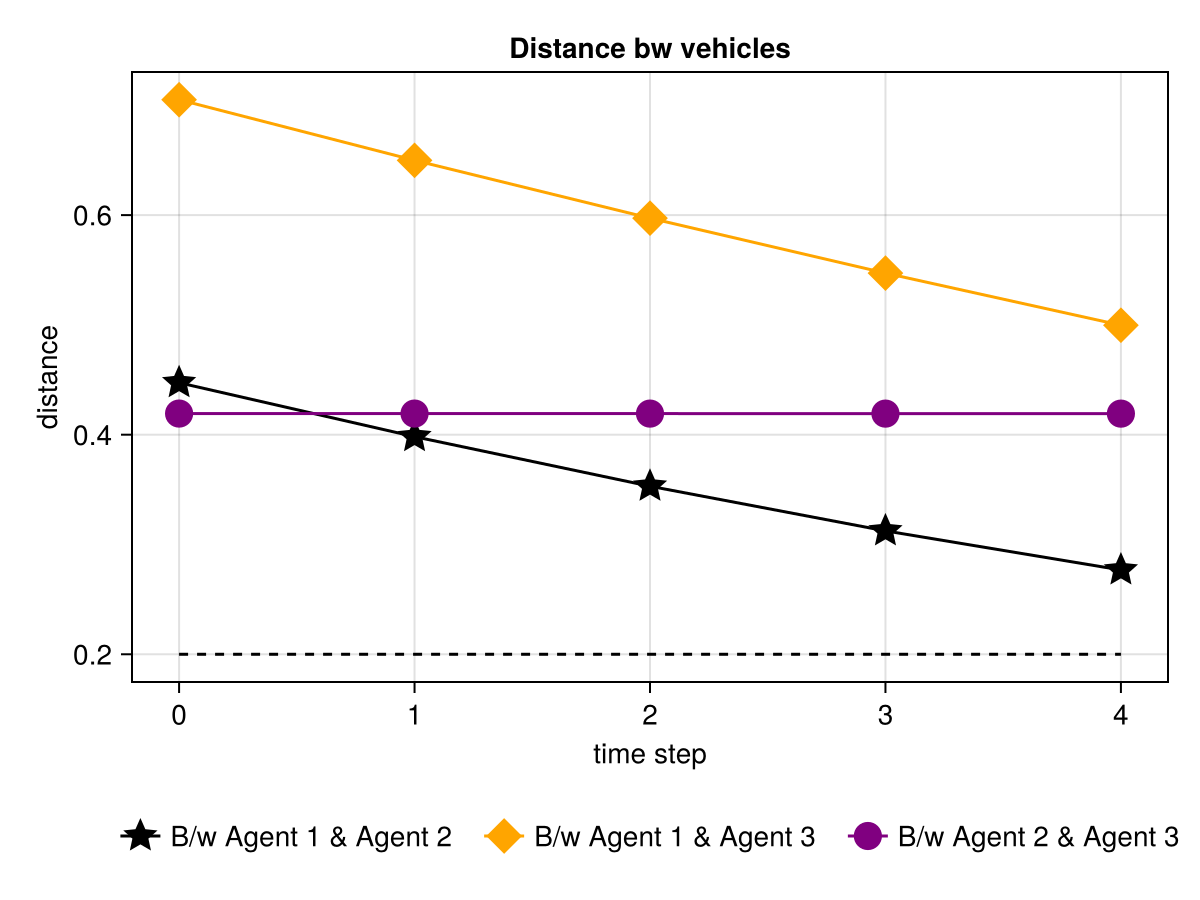 Distance bw vehicles
distance
0.6
0.4
0.2
0 1 2 3 4
time step
B/w Agent 1 & Agent 2 B/w Agent 1 & Agent 3 B/w Agent 2 & Agent 3